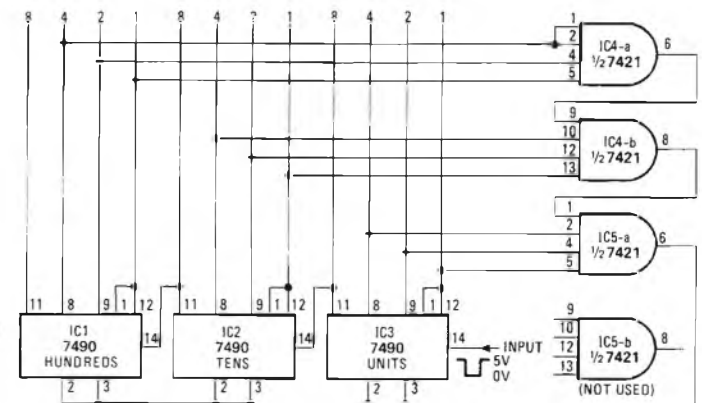 8 4 2 1 8 4 2 1 8 4 2 1
1
2 IC4-a 6
4 ½7421
5
9
10 IC4-b 8
12 ½7421
13
1
2 IC5-a 6
4 ½7421
5
11 8 9 1 12 11 8 9 1 12 11 8 9 1 12
IC1 14 IC2 14 IC3 14 INPUT
7490 7490 7490 5V
HUNDREDS TENS UNITS 0V
2 3 2 3 2 3
9
10 IC5-b 8
12 ½7421
13
(NOT USED)